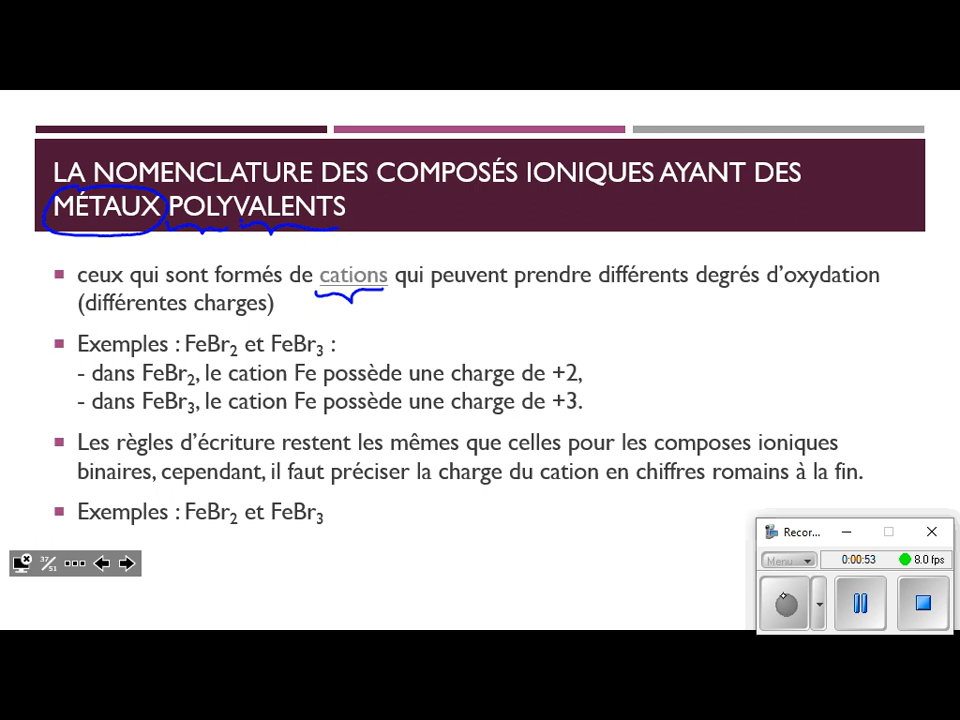 LA NOMENCLATURE DES COMPOSÉS IONIQUES AYANT DES
MÉTAUX POLYVALENTS
ceux qui sont formés de cations qui peuvent prendre différents degrés d’oxydation
(différentes charges)
Exemples : FeBr₂ et FeBr₃ :
- dans FeBr₂, le cation Fe possède une charge de +2,
- dans FeBr₃, le cation Fe possède une charge de +3.
Les règles d’écriture restent les mêmes que celles pour les composes ioniques
binaires, cependant, il faut préciser la charge du cation en chiffres romains à la fin.
Exemples : FeBr₂ et FeBr₃
37/51
Recor...
Menu
0:00:53
8.0 fps